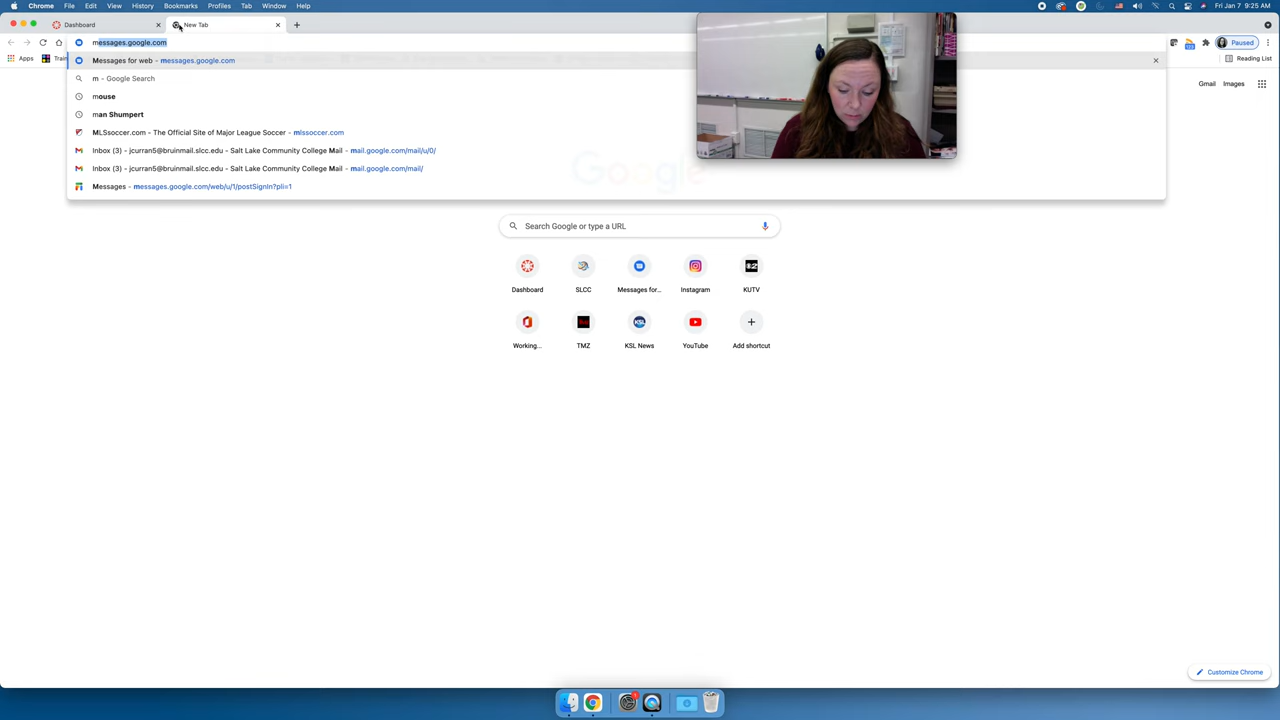 Chrome File Edit View History Bookmarks Profiles Tab Window Help Fri Jan 7 9:25 AM
Dashboard New Tab
messages.google.com Paused
Apps Train Reading List
Messages for web - messages.google.com
m - Google Search
mouse
man Shumpert
MLSsoccer.com - The Official Site of Major League Soccer - mlssoccer.com
Inbox (3) - jcurran5@bruinmail.slcc.edu - Salt Lake Community College Mail - mail.google.com/mail/u/0/
Inbox (3) - jcurran5@bruinmail.slcc.edu - Salt Lake Community College Mail - mail.google.com/mail/
Messages - messages.google.com/web/u/1/postSignIn?pli=1
Gmail Images
Google
Search Google or type a URL
Dashboard SLCC Messages for... Instagram KUTV
Working... TMZ KSL News YouTube Add shortcut
Customize Chrome